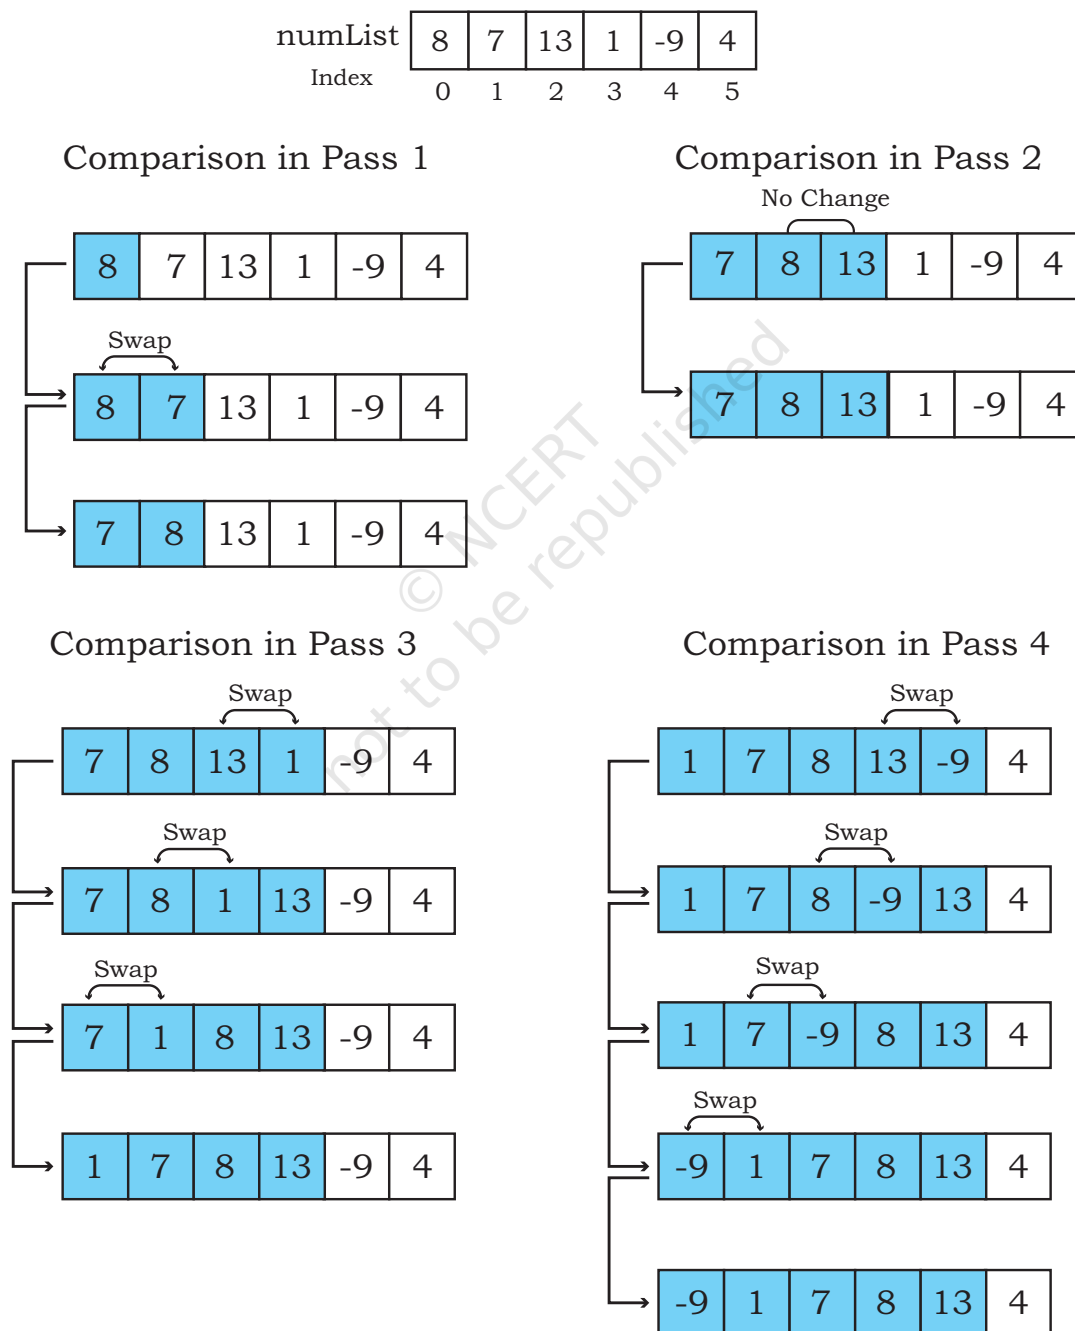 numList 8 7 13 1 -9 4
Index 0 1 2 3 4 5
Comparison in Pass 1
8 7 13 1 -9 4
Swap
8 7 13 1 -9 4
7 8 13 1 -9 4
Comparison in Pass 2
No Change
7 8 13 1 -9 4
7 8 13 1 -9 4
© NCERT
not to be republished
Comparison in Pass 3
Swap
7 8 13 1 -9 4
Swap
7 8 1 13 -9 4
Swap
7 1 8 13 -9 4
1 7 8 13 -9 4
Comparison in Pass 4
Swap
1 7 8 13 -9 4
Swap
1 7 8 -9 13 4
Swap
1 7 -9 8 13 4
Swap
-9 1 7 8 13 4
-9 1 7 8 13 4